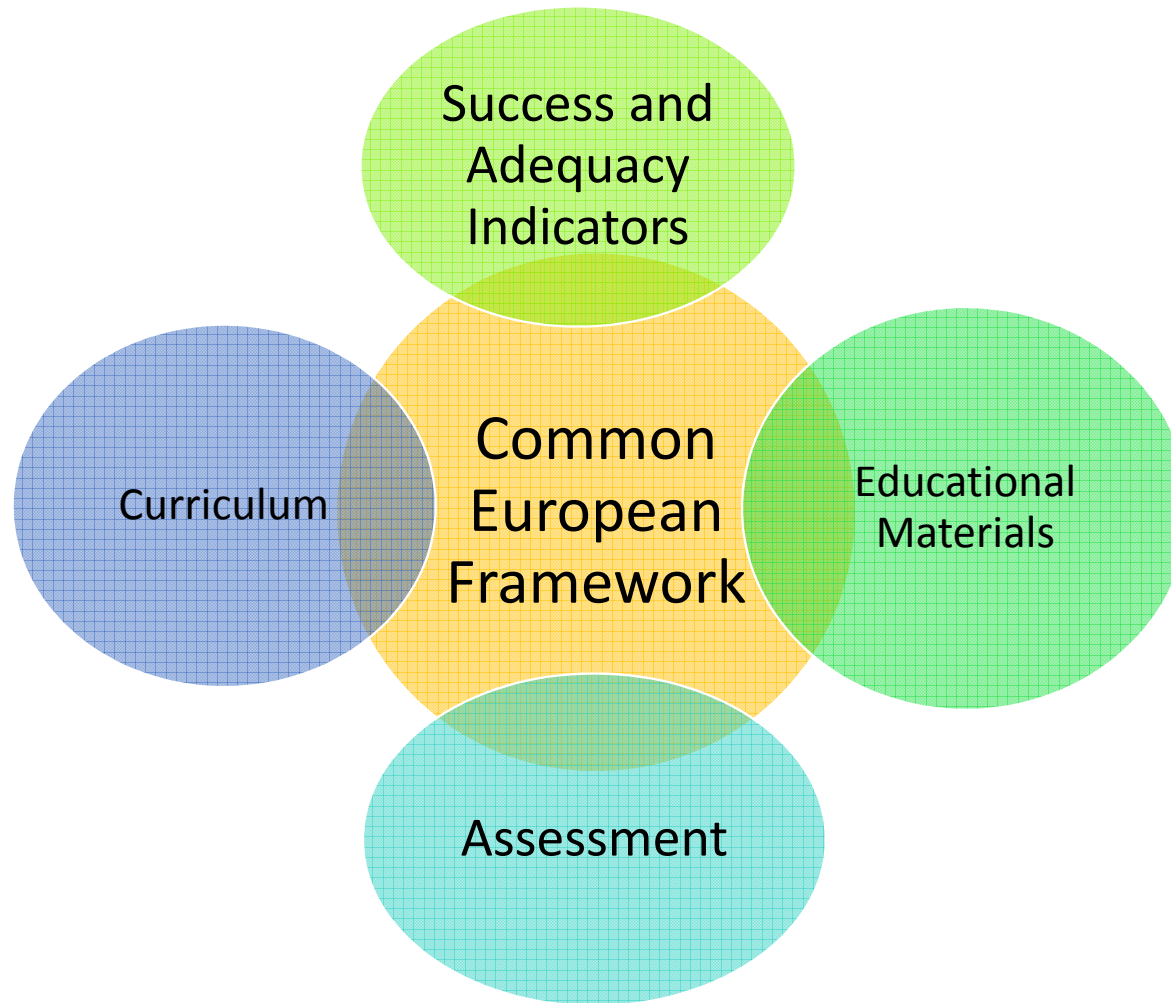 Success and
Adequacy
Indicators
Curriculum
Common
European
Framework
Educational
Materials
Assessment